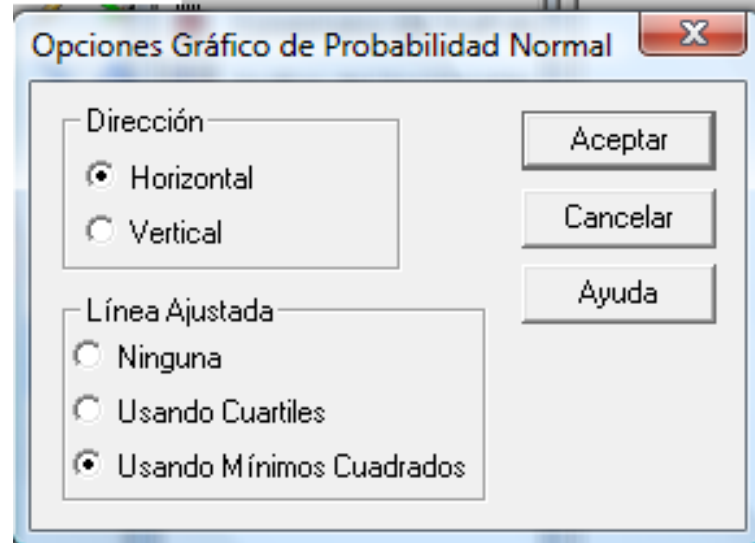 Opciones Gráfico de Probabilidad Normal
Dirección
Horizontal
Vertical
Línea Ajustada
Ninguna
Usando Cuartiles
Usando Mínimos Cuadrados
Aceptar
Cancelar
Ayuda